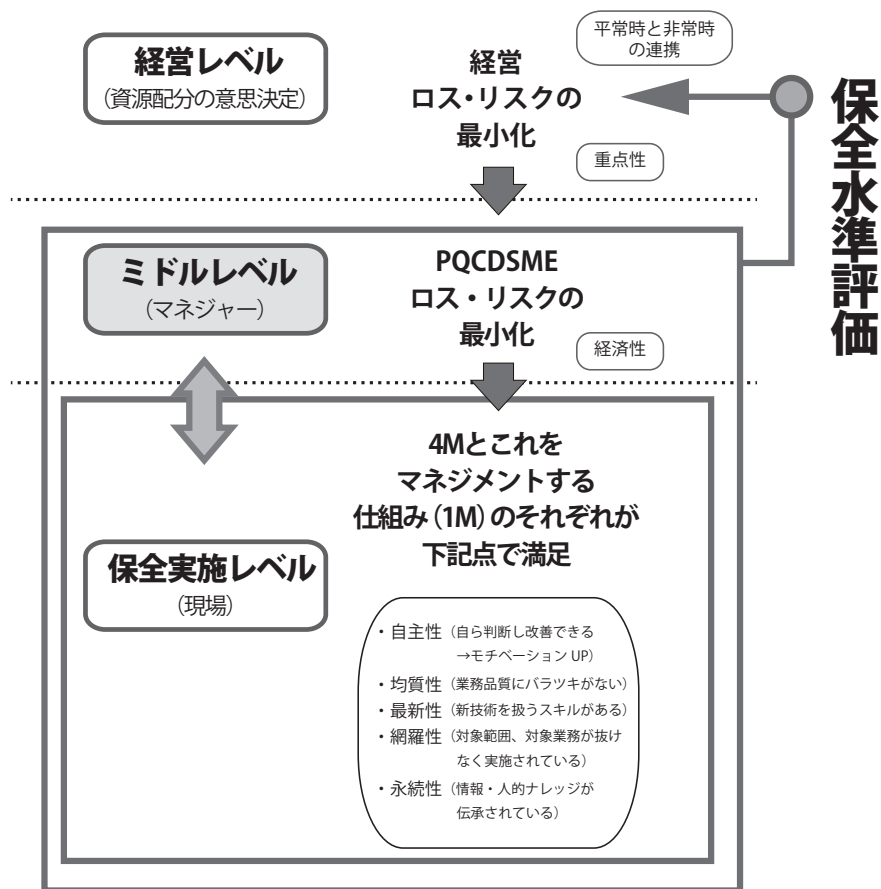 平常時と非常時
の連携
経営レベル
（資源配分の意思決定）
経営
ロス・リスクの
最小化
重点性
保全水準評価
ミドルレベル
（マネジャー）
PQCDSME
ロス・リスクの
最小化
経済性
4Mとこれを
マネジメントする
仕組み（1M）のそれぞれが
下記点で満足
保全実施レベル
（現場）
・自主性（自ら判断し改善できる
→モチベーション UP）
・均質性（業務品質にバラツキがない）
・最新性（新技術を扱うスキルがある）
・網羅性（対象範囲、対象業務が抜け
なく実施されている）
・永続性（情報・人的ナレッジが
伝承されている）